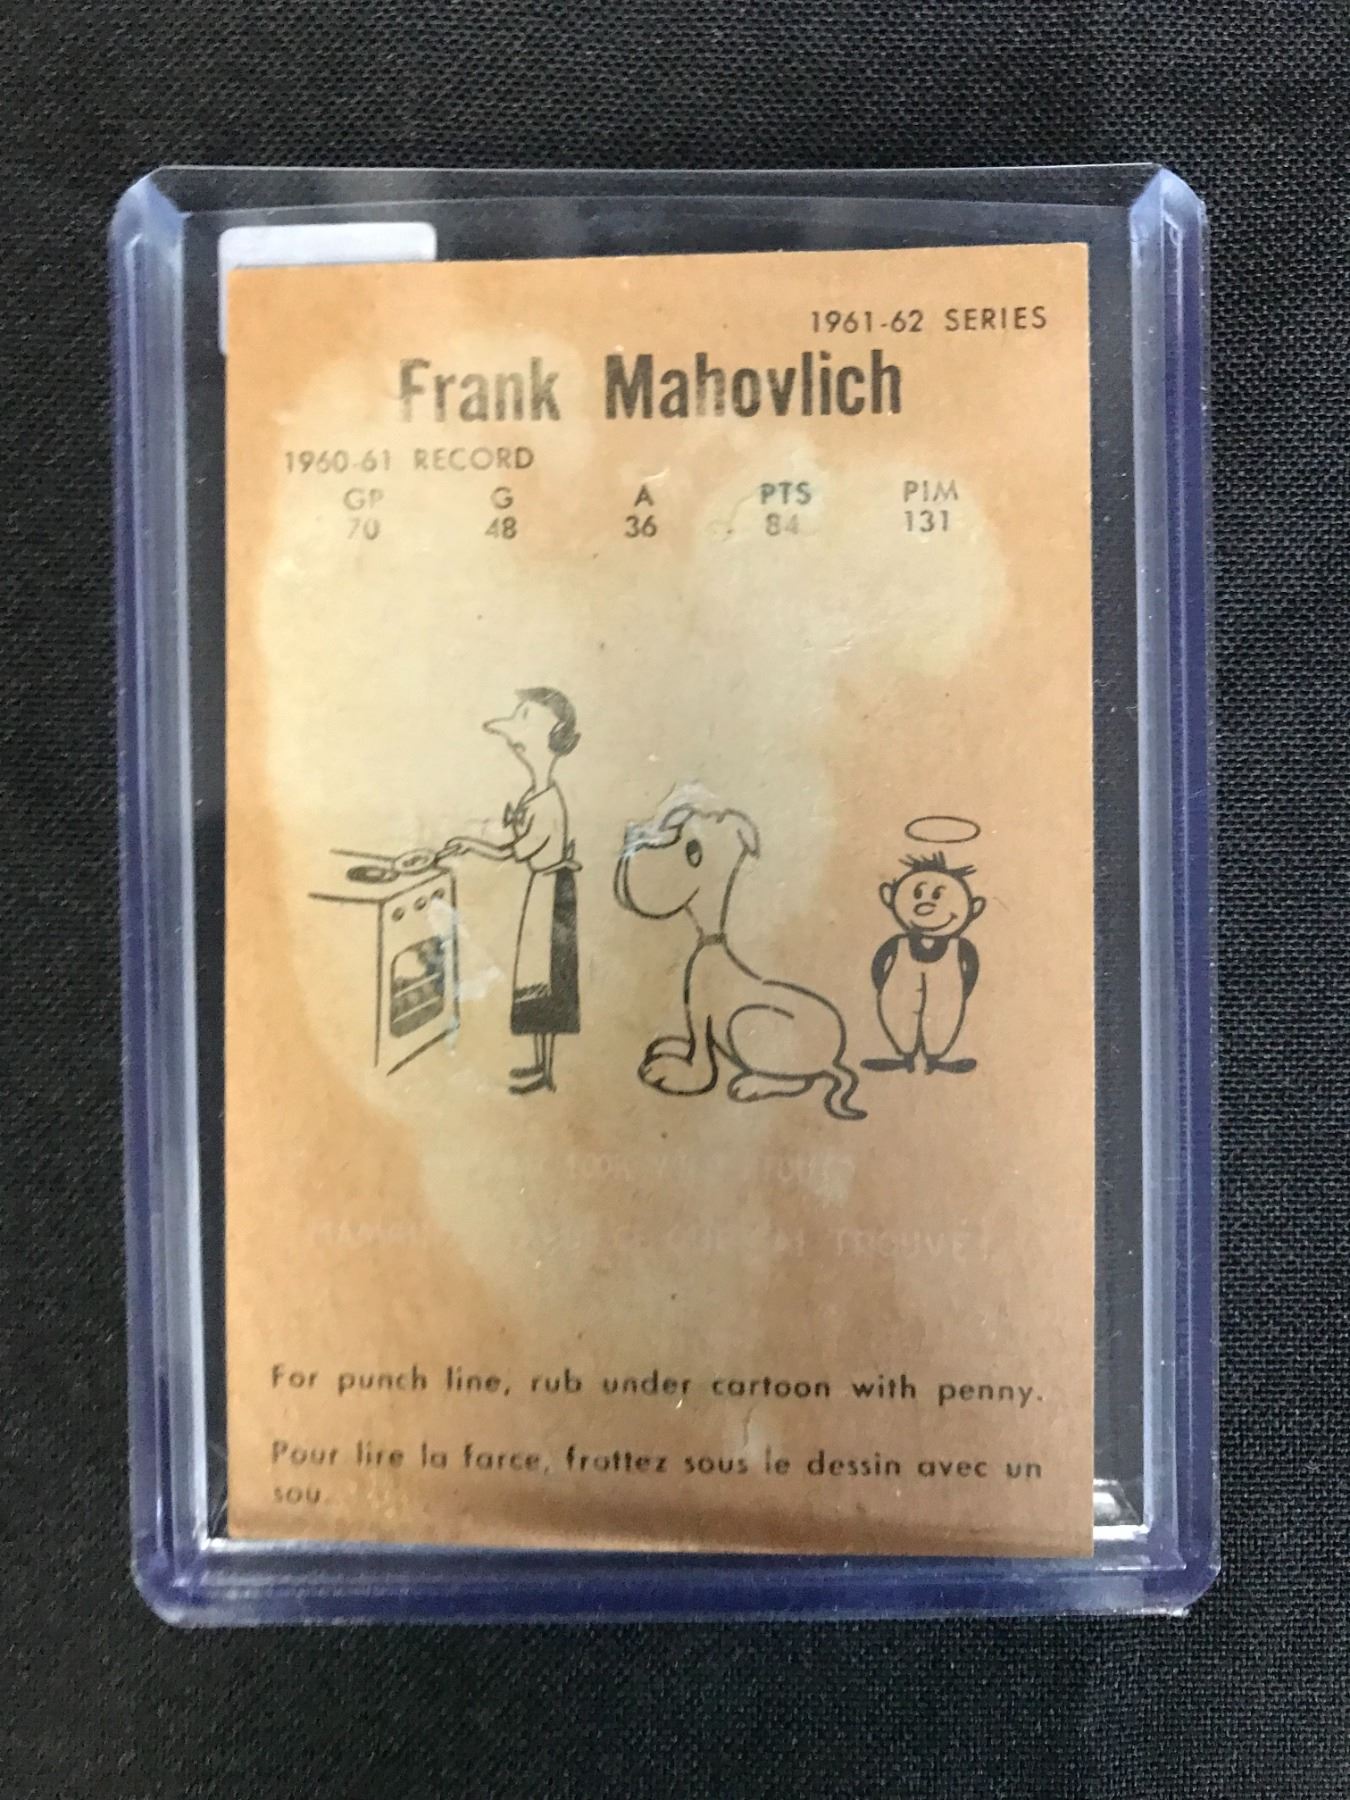 1961-62 SERIES
Frank Mahovlich
1960-61 RECORD
GP G A PTS PIM
70 48 36 84 131
TROUVÉ!
For punch line, rub under cartoon with penny.
Pour lire la farce, frottez sous le dessin avec un
sou.